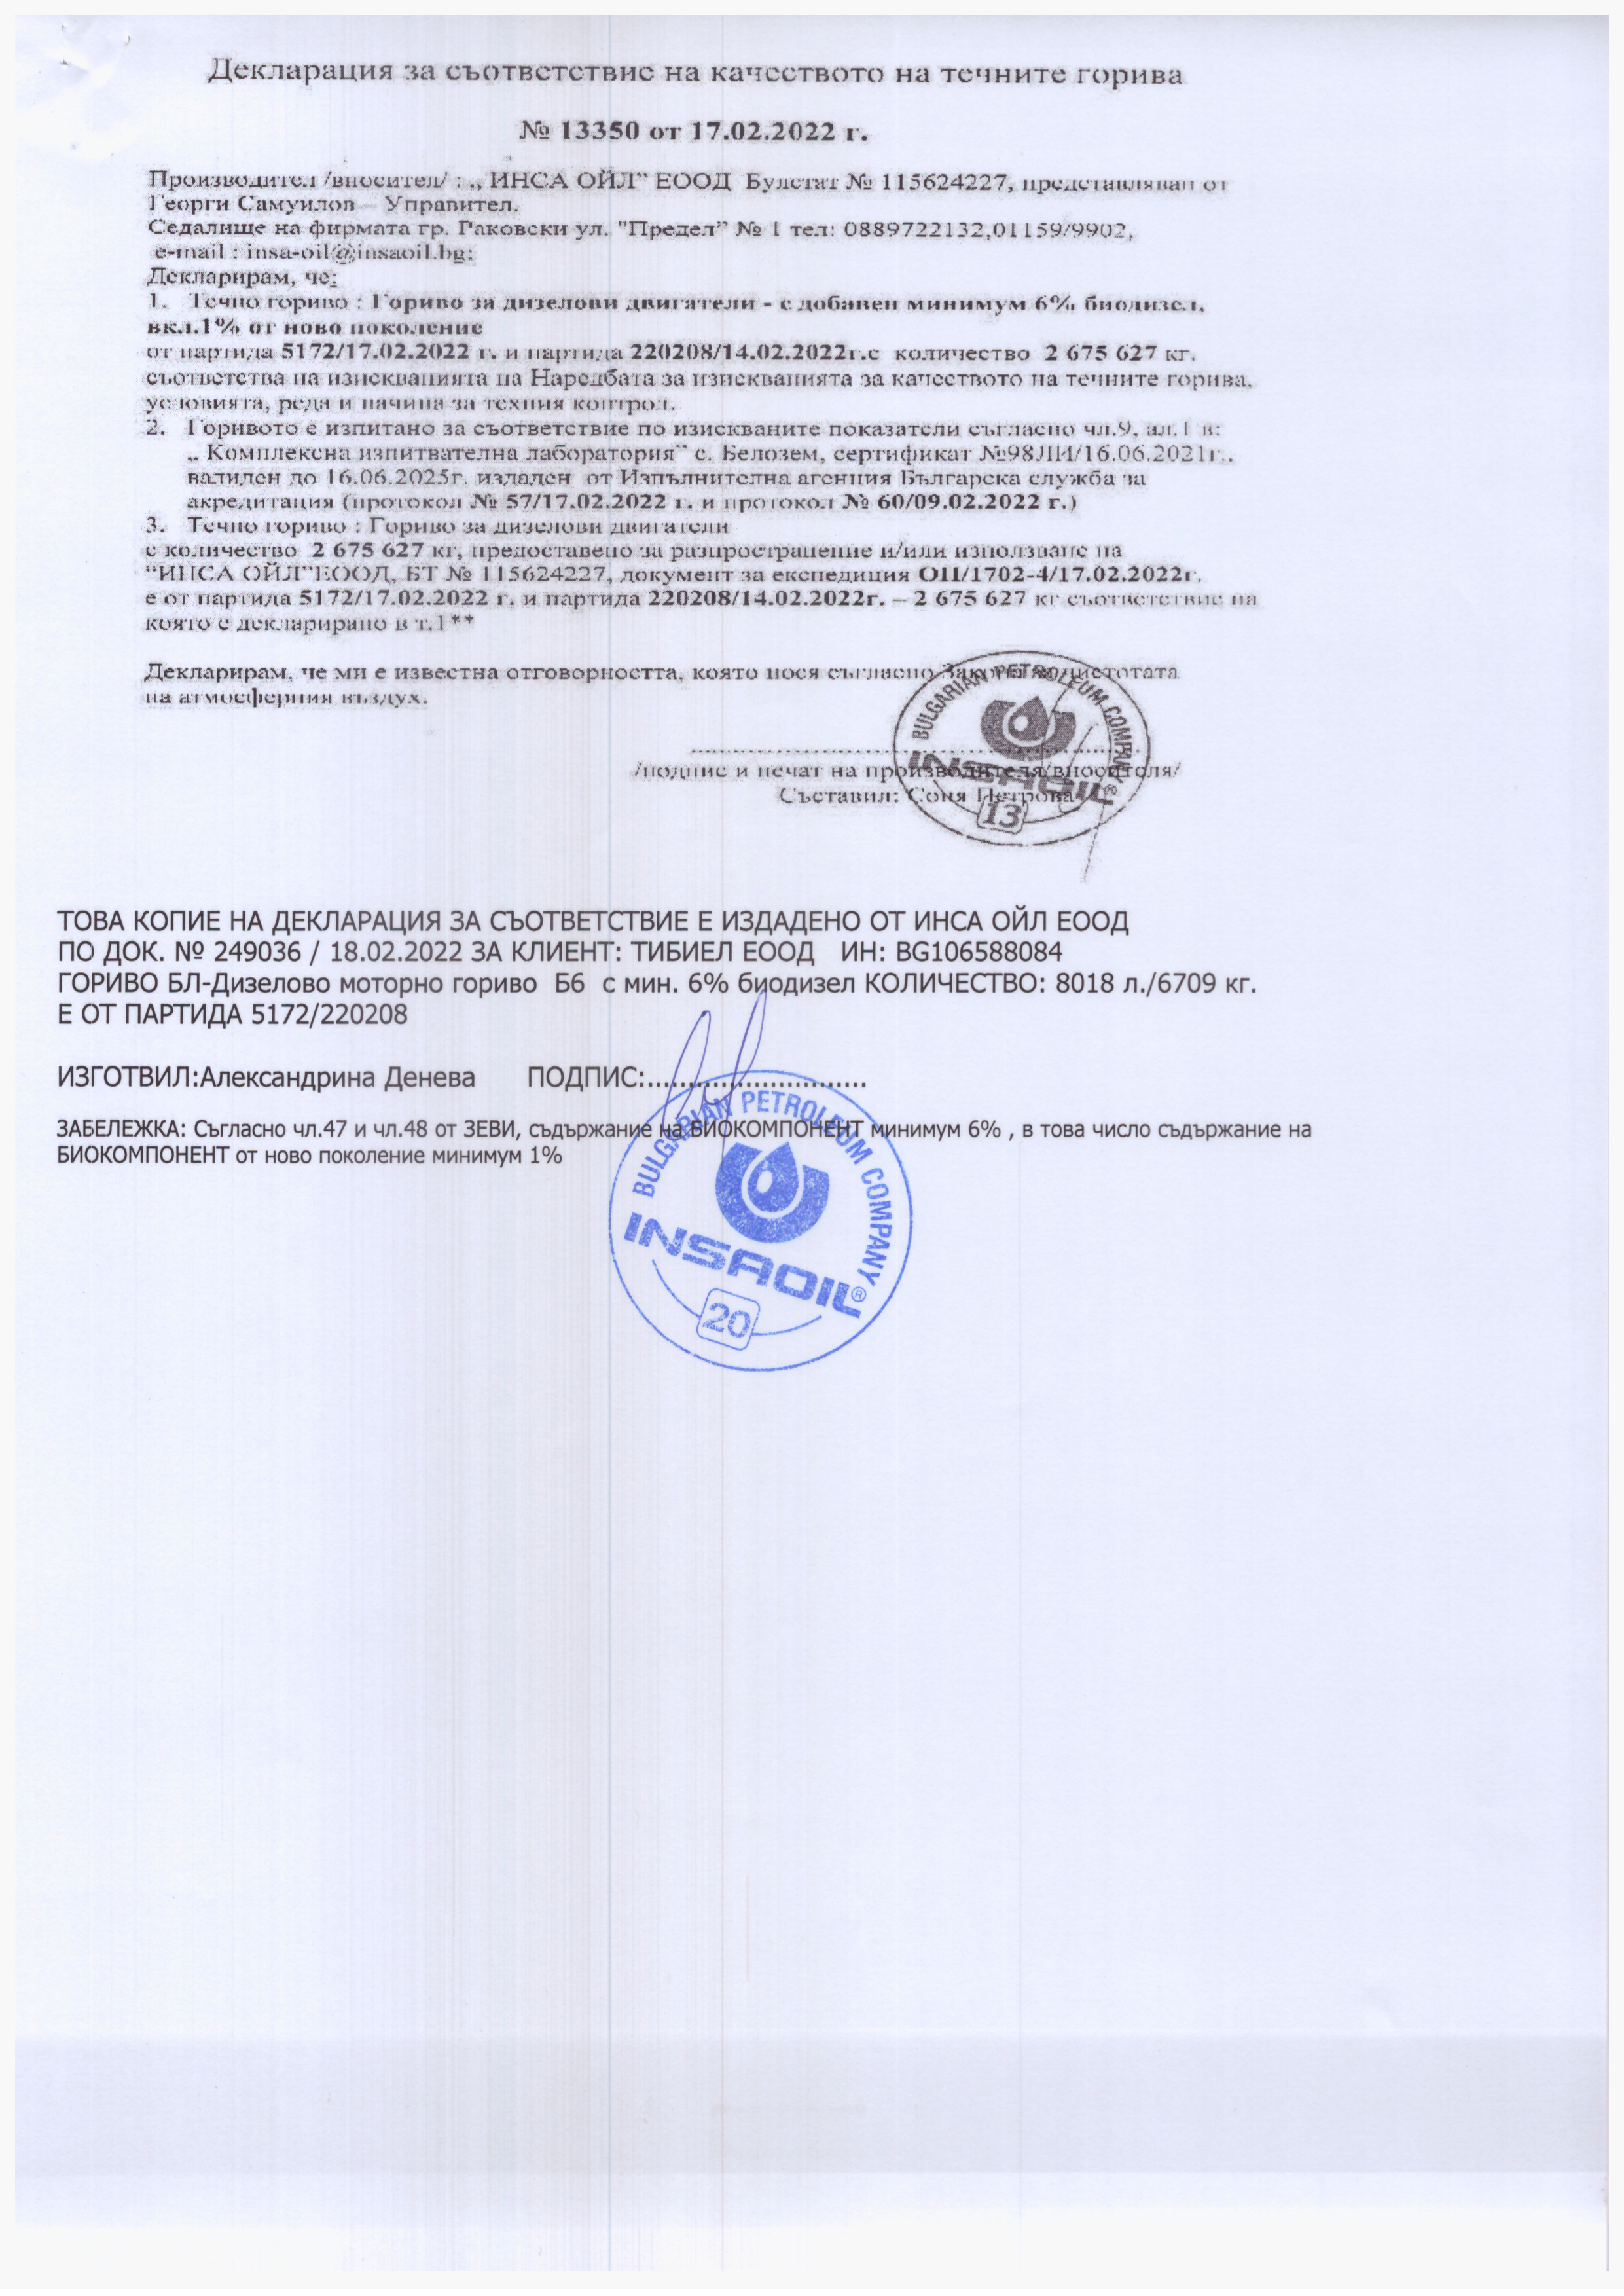 Декларация за съответствие на качеството на течните горива
№ 13350 от 17.02.2022 г.
Производител /вносител/ : „ ИНСА ОЙЛ” ЕООД Булстат № 115624227, представляван от
Георги Самуилов – Управител.
Седалище на фирмата гр. Раковски ул. "Предел” № 1 тел: 0889722132,01159/9902,
e-mail : insa-oil@insaoil.bg;
Декларирам, че:
1. Течно гориво : Гориво за дизелови двигатели - с добавен минимум 6% биодизел,
вкл.1% от ново поколение
от партида 5172/17.02.2022 г. и партида 220208/14.02.2022г.с количество 2 675 627 кг.
съответства на изискванията на Наредбата за изискванията за качеството на течните горива,
условията, реда и начина за техния контрол.
2. Горивото е изпитано за съответствие по изискваните показатели съгласно чл.9, ал.1 в:
„ Комплексна изпитвателна лаборатория” с. Белозем, сертификат №98ЛИ/16.06.2021г.,
валиден до 16.06.2025г. издаден от Изпълнителна агенция Българска служба за
акредитация (протокол № 57/17.02.2022 г. и протокол № 60/09.02.2022 г.)
3. Течно гориво : Гориво за дизелови двигатели
с количество 2 675 627 кг, предоставено за разпространение и/или използване на
"ИНСА ОЙЛ"ЕООД, БТ № 115624227, документ за експедиция ОП/1702-4/17.02.2022г.
е от партида 5172/17.02.2022 г. и партида 220208/14.02.2022г. – 2 675 627 кг съответствие на
която е декларирано в т.1**
Декларирам, че ми е известна отговорността, която нося съгласно Закона за чистотата
на атмосферния въздух.
/подпис и печат на производителя/вносителя/
Съставил: Соня Петрова
BULGARIAN PETROLEUM COMPANY
INSAOIL®
13
ТОВА КОПИЕ НА ДЕКЛАРАЦИЯ ЗА СЪОТВЕТСТВИЕ Е ИЗДАДЕНО ОТ ИНСА ОЙЛ ЕООД
ПО ДОК. № 249036 / 18.02.2022 ЗА КЛИЕНТ: ТИБИЕЛ ЕООД ИН: BG106588084
ГОРИВО БЛ-Дизелово моторно гориво Б6 с мин. 6% биодизел КОЛИЧЕСТВО: 8018 л./6709 кг.
Е ОТ ПАРТИДА 5172/220208
ИЗГОТВИЛ:Александрина Денева ПОДПИС:...........................
ЗАБЕЛЕЖКА: Съгласно чл.47 и чл.48 от ЗЕВИ, съдържание на БИОКОМПОНЕНТ минимум 6% , в това число съдържание на
БИОКОМПОНЕНТ от ново поколение минимум 1%
BULGARIAN PETROLEUM COMPANY
INSAOIL®
20